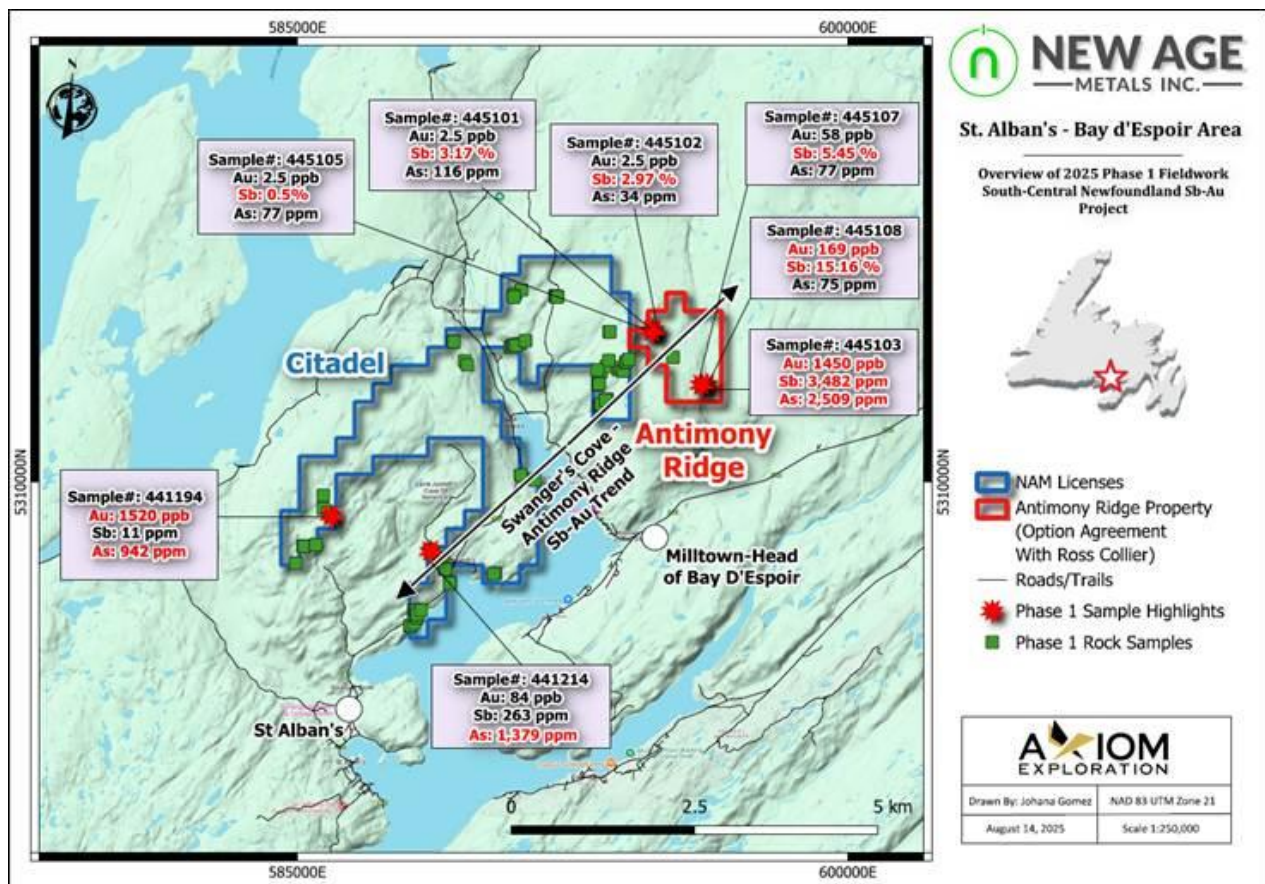 585000E
600000E
NEW AGE
METALS INC.
St. Alban's - Bay d'Espoir Area
Overview of 2025 Phase 1 Fieldwork
South-Central Newfoundland Sb-Au
Project
Sample#: 445101
Au: 2.5 ppb
Sb: 3.17 %
As: 116 ppm
Sample#: 445102
Au: 2.5 ppb
Sb: 2.97 %
As: 34 ppm
Sample#: 445107
Au: 58 ppb
Sb: 5.45 %
As: 77 ppm
Sample#: 445105
Au: 2.5 ppb
Sb: 0.5%
As: 77 ppm
Sample#: 445108
Au: 169 ppb
Sb: 15.16 %
As: 75 ppm
Sample#: 445103
Au: 1450 ppb
Sb: 3,482 ppm
As: 2,509 ppm
Citadel
Antimony
Ridge
Swanger's Cove -
Antimony Ridge
Sb-Au Trend
5310000N
5310000N
Sample#: 441194
Au: 1520 ppb
Sb: 11 ppm
As: 942 ppm
Milltown-Head
of Bay D'Espoir
Sample#: 441214
Au: 84 ppb
Sb: 263 ppm
As: 1,379 ppm
St Alban's
NAM Licenses
Antimony Ridge Property
(Option Agreement
With Ross Collier)
Roads/Trails
Phase 1 Sample Highlights
Phase 1 Rock Samples
0 2.5 5 km
AXIOM
EXPLORATION
Drawn By: Johana Gomez
NAD 83 UTM Zone 21
August 14, 2025
Scale 1:250,000
585000E
600000E